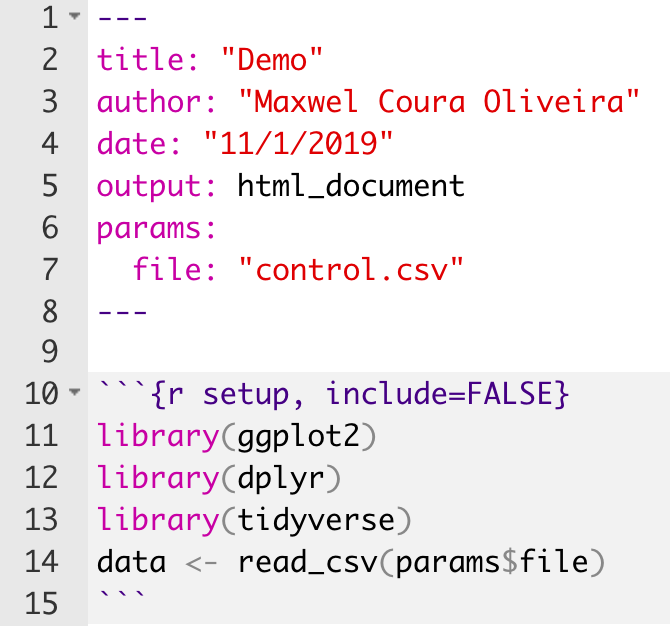 1 ---
2 title: "Demo"
3 author: "Maxwel Coura Oliveira"
4 date: "11/1/2019"
5 output: html_document
6 params:
7   file: "control.csv"
8 ---
9
10 ```{r setup, include=FALSE}
11 library(ggplot2)
12 library(dplyr)
13 library(tidyverse)
14 data <- read_csv(params$file)
15 ```